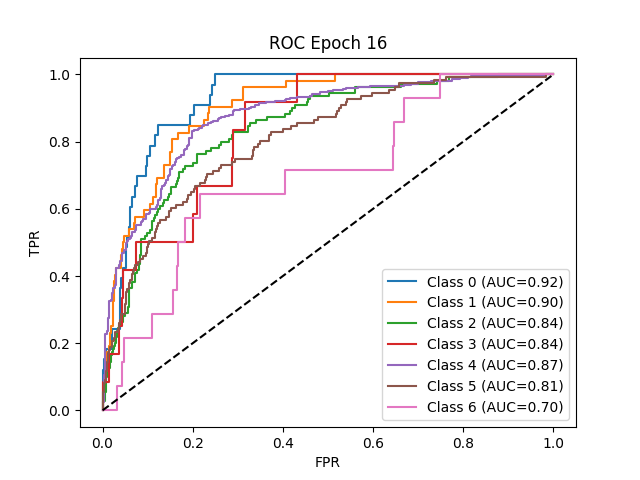 ROC Epoch 16
TPR
1.0
0.8
0.6
0.4
0.2
0.0
Class 0 (AUC=0.92)
Class 1 (AUC=0.90)
Class 2 (AUC=0.84)
Class 3 (AUC=0.84)
Class 4 (AUC=0.87)
Class 5 (AUC=0.81)
Class 6 (AUC=0.70)
0.0 0.2 0.4 0.6 0.8 1.0
FPR